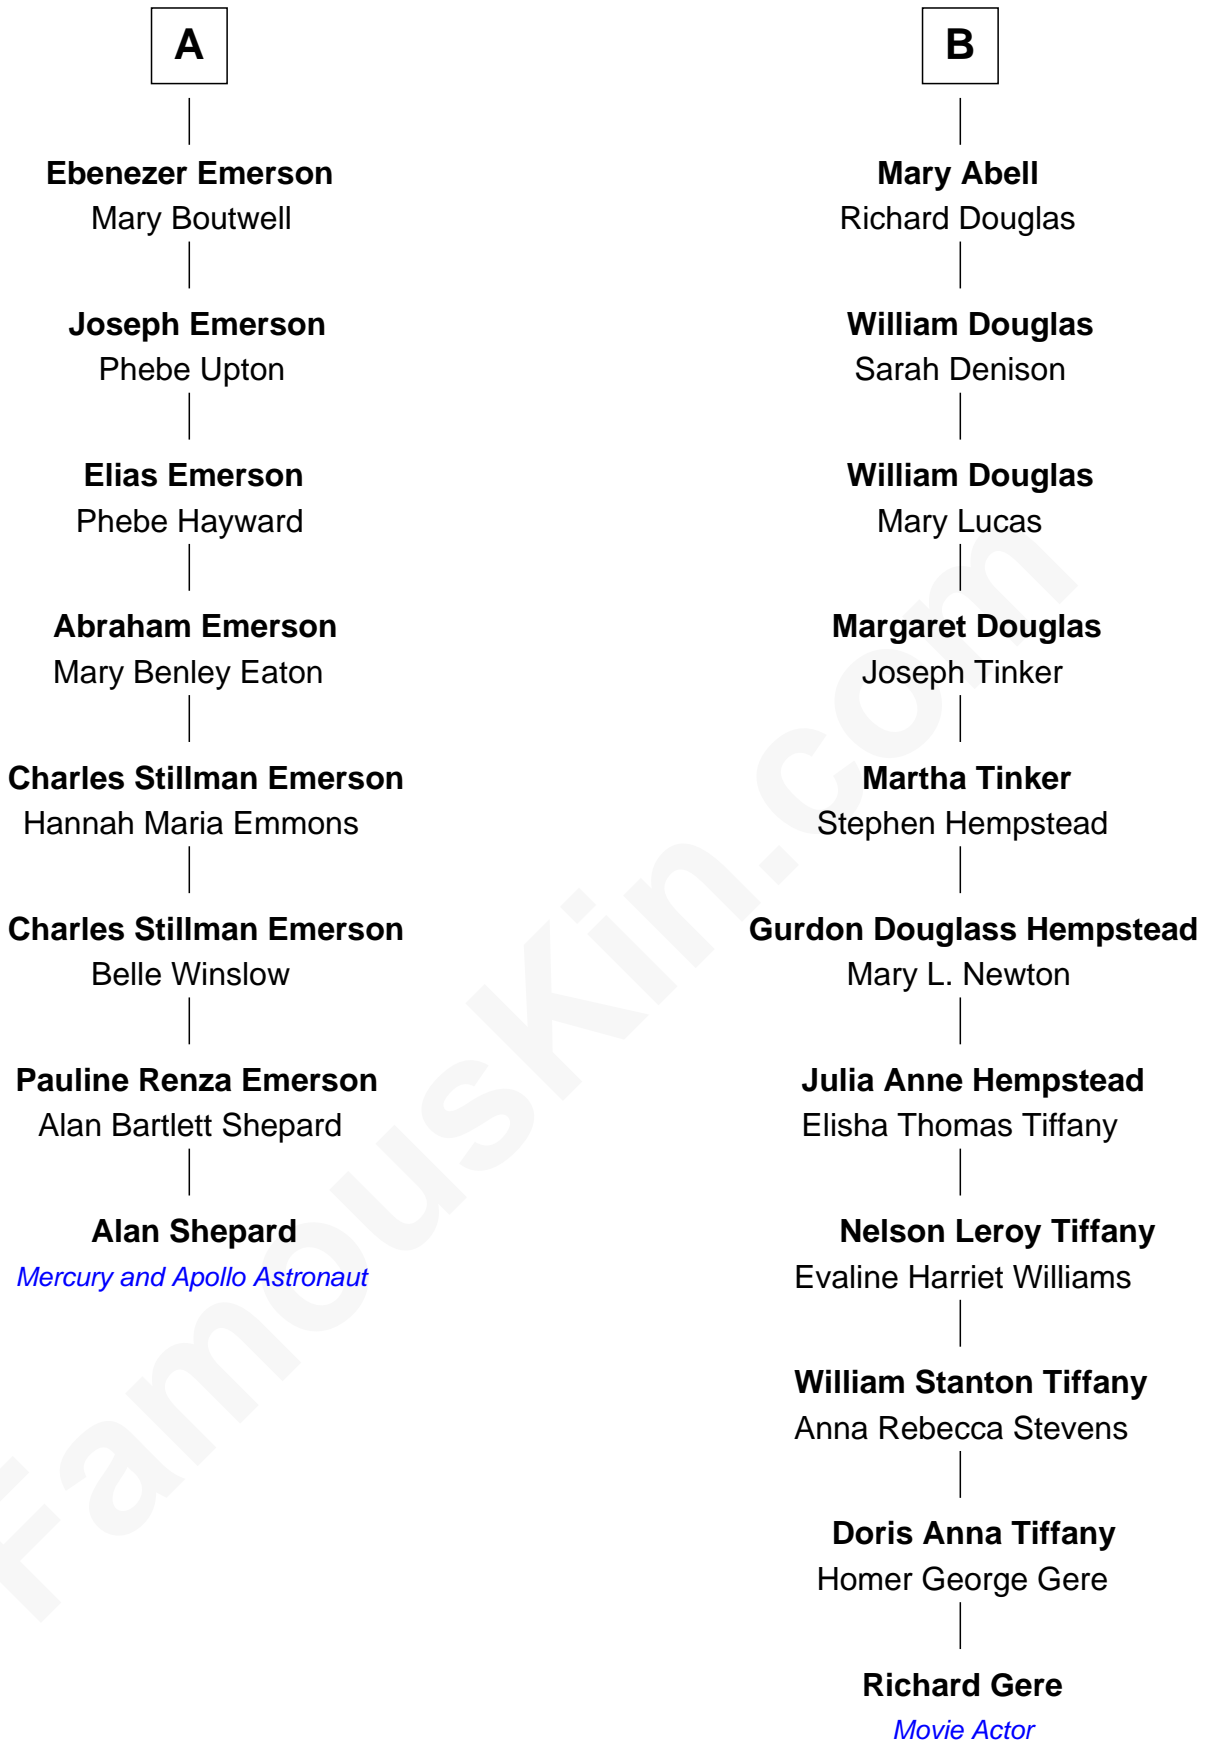 A
Ebenezer Emerson
Mary Boutwell
Joseph Emerson
Phebe Upton
Elias Emerson
Phebe Hayward
Abraham Emerson
Mary Benley Eaton
Charles Stillman Emerson
Hannah Maria Emmons
Charles Stillman Emerson
Belle Winslow
Pauline Renza Emerson
Alan Bartlett Shepard
Alan Shepard
Mercury and Apollo Astronaut
B
Mary Abell
Richard Douglas
William Douglas
Sarah Denison
William Douglas
Mary Lucas
Margaret Douglas
Joseph Tinker
Martha Tinker
Stephen Hempstead
Gurdon Douglass Hempstead
Mary L. Newton
Julia Anne Hempstead
Elisha Thomas Tiffany
Nelson Leroy Tiffany
Evaline Harriet Williams
William Stanton Tiffany
Anna Rebecca Stevens
Doris Anna Tiffany
Homer George Gere
Richard Gere
Movie Actor
FamousKin.com